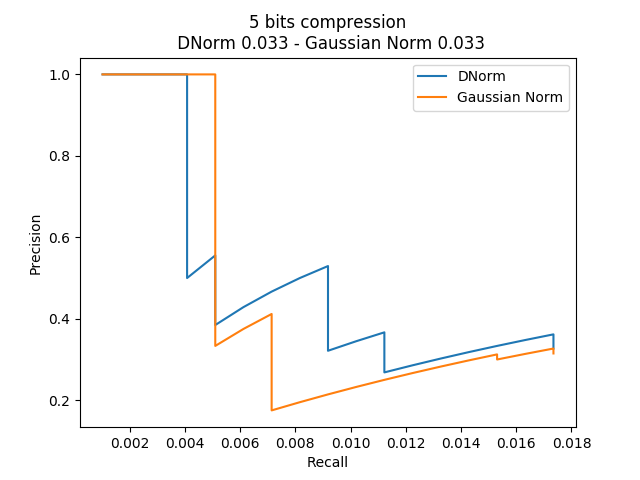 5 bits compression
DNorm 0.033 - Gaussian Norm 0.033
DNorm
Gaussian Norm
1.0
0.8
0.6
0.4
0.2
Precision
0.002 0.004 0.006 0.008 0.010 0.012 0.014 0.016 0.018
Recall